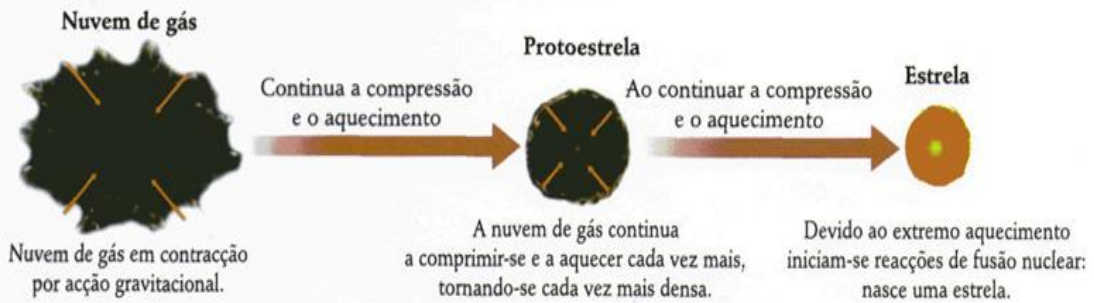 Nuvem de gás
Continua a compressão
e o aquecimento
Protoestrela
Ao continuar a compressão
e o aquecimento
Estrela
Nuvem de gás em contracção
por acção gravitacional.
A nuvem de gás continua
a comprimir-se e a aquecer cada vez mais,
tornando-se cada vez mais densa.
Devido ao extremo aquecimento
iniciam-se reacções de fusão nuclear:
nasce uma estrela.